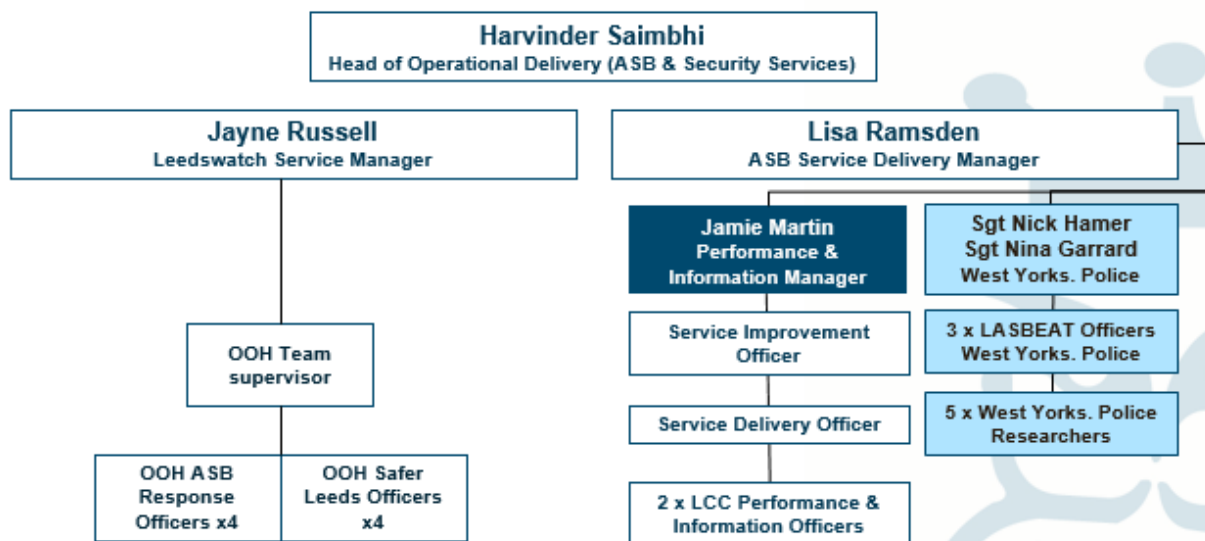 Harvinder Saimbhi
Head of Operational Delivery (ASB & Security Services)
Jayne Russell
Leedswatch Service Manager
Lisa Ramsden
ASB Service Delivery Manager
Jamie Martin
Performance &
Information Manager
Sgt Nick Hamer
Sgt Nina Garrard
West Yorks. Police
OOH Team
supervisor
Service Improvement
Officer
3 x LASBEAT Officers
West Yorks. Police
Service Delivery Officer
5 x West Yorks. Police
Researchers
OOH ASB
Response
Officers x4
OOH Safer
Leeds Officers
x4
2 x LCC Performance &
Information Officers